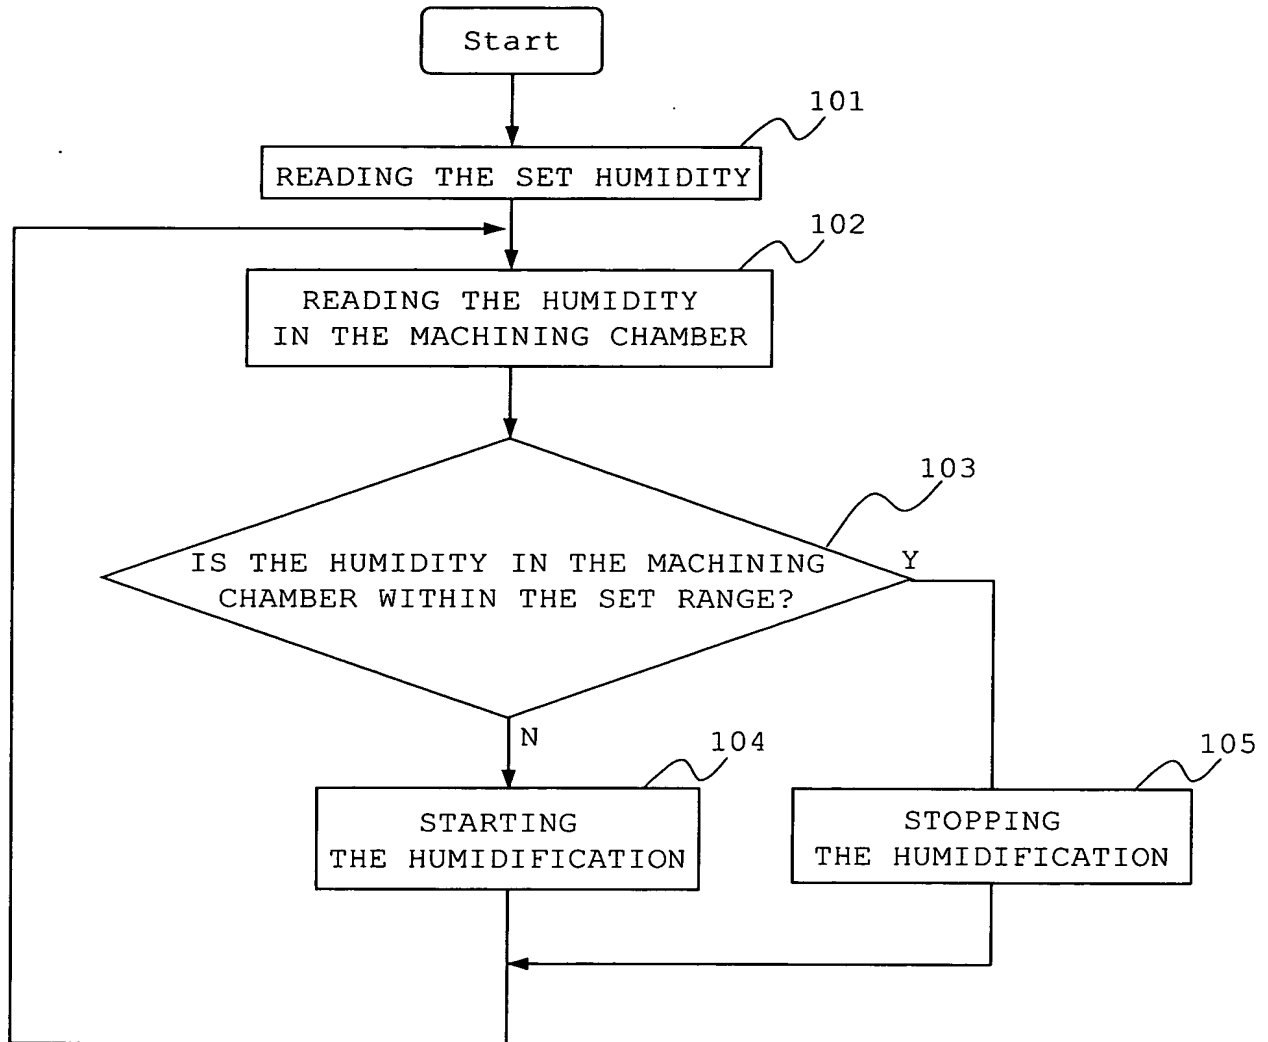 Start
101
READING THE SET HUMIDITY
102
READING THE HUMIDITY
IN THE MACHINING CHAMBER
103
IS THE HUMIDITY IN THE MACHINING
CHAMBER WITHIN THE SET RANGE?
Y
N
104
105
STARTING
THE HUMIDIFICATION
STOPPING
THE HUMIDIFICATION